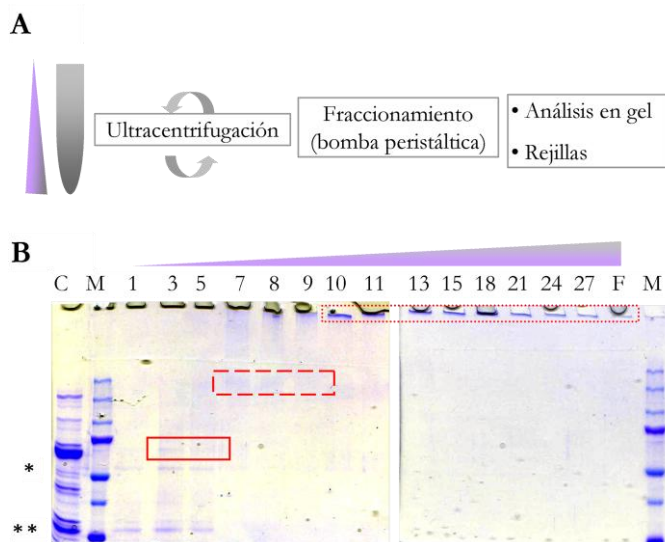 A
Ultracentrifugación
Fraccionamiento
(bomba peristáltica)
• Análisis en gel
• Rejillas
B
C M 1 3 5 7 8 9 10 11 13 15 18 21 24 27 F M
*
**